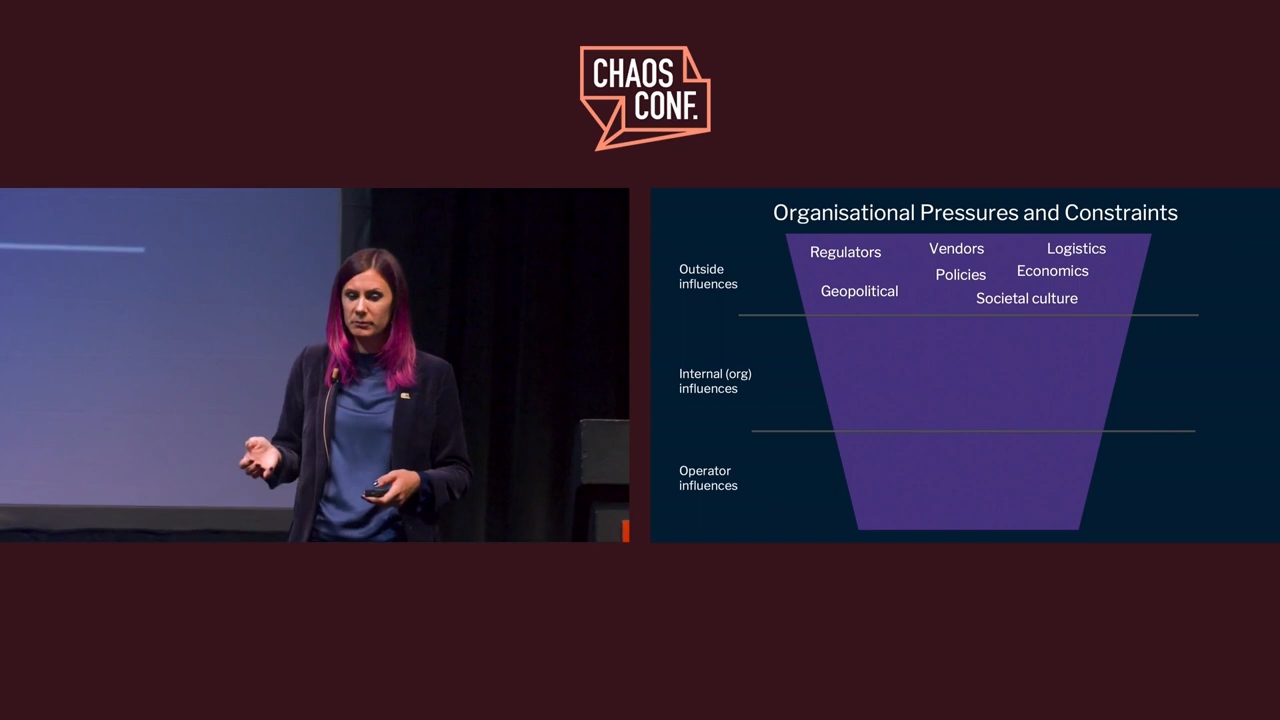 CHAOS
CONF.
Organisational Pressures and Constraints
Outside
influences
Regulators
Vendors
Logistics
Policies
Economics
Geopolitical
Societal culture
Internal (org)
influences
Operator
influences